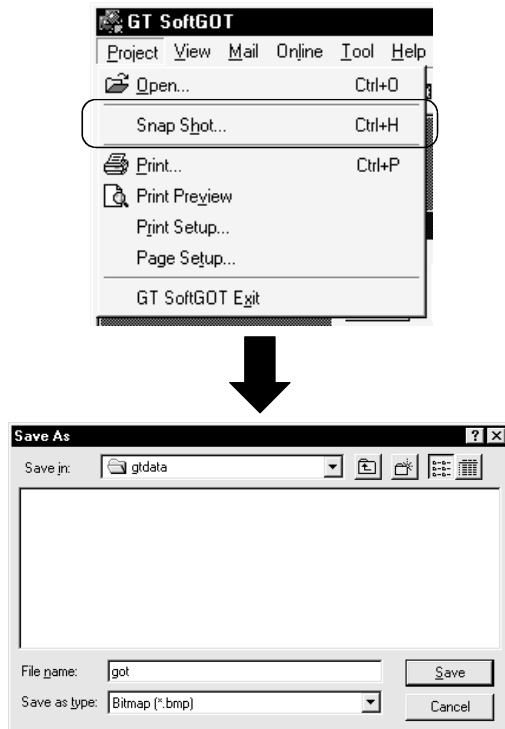 GT SoftGOT
Project View Mail Online Tool Help
Open... Ctrl+O
Snap Shot... Ctrl+H
Print... Ctrl+P
Print Preview
Print Setup...
Page Setup...
GT SoftGOT Exit
Save As
Save in: gtdata
File name: got Save
Save as type: Bitmap (*.bmp) Cancel